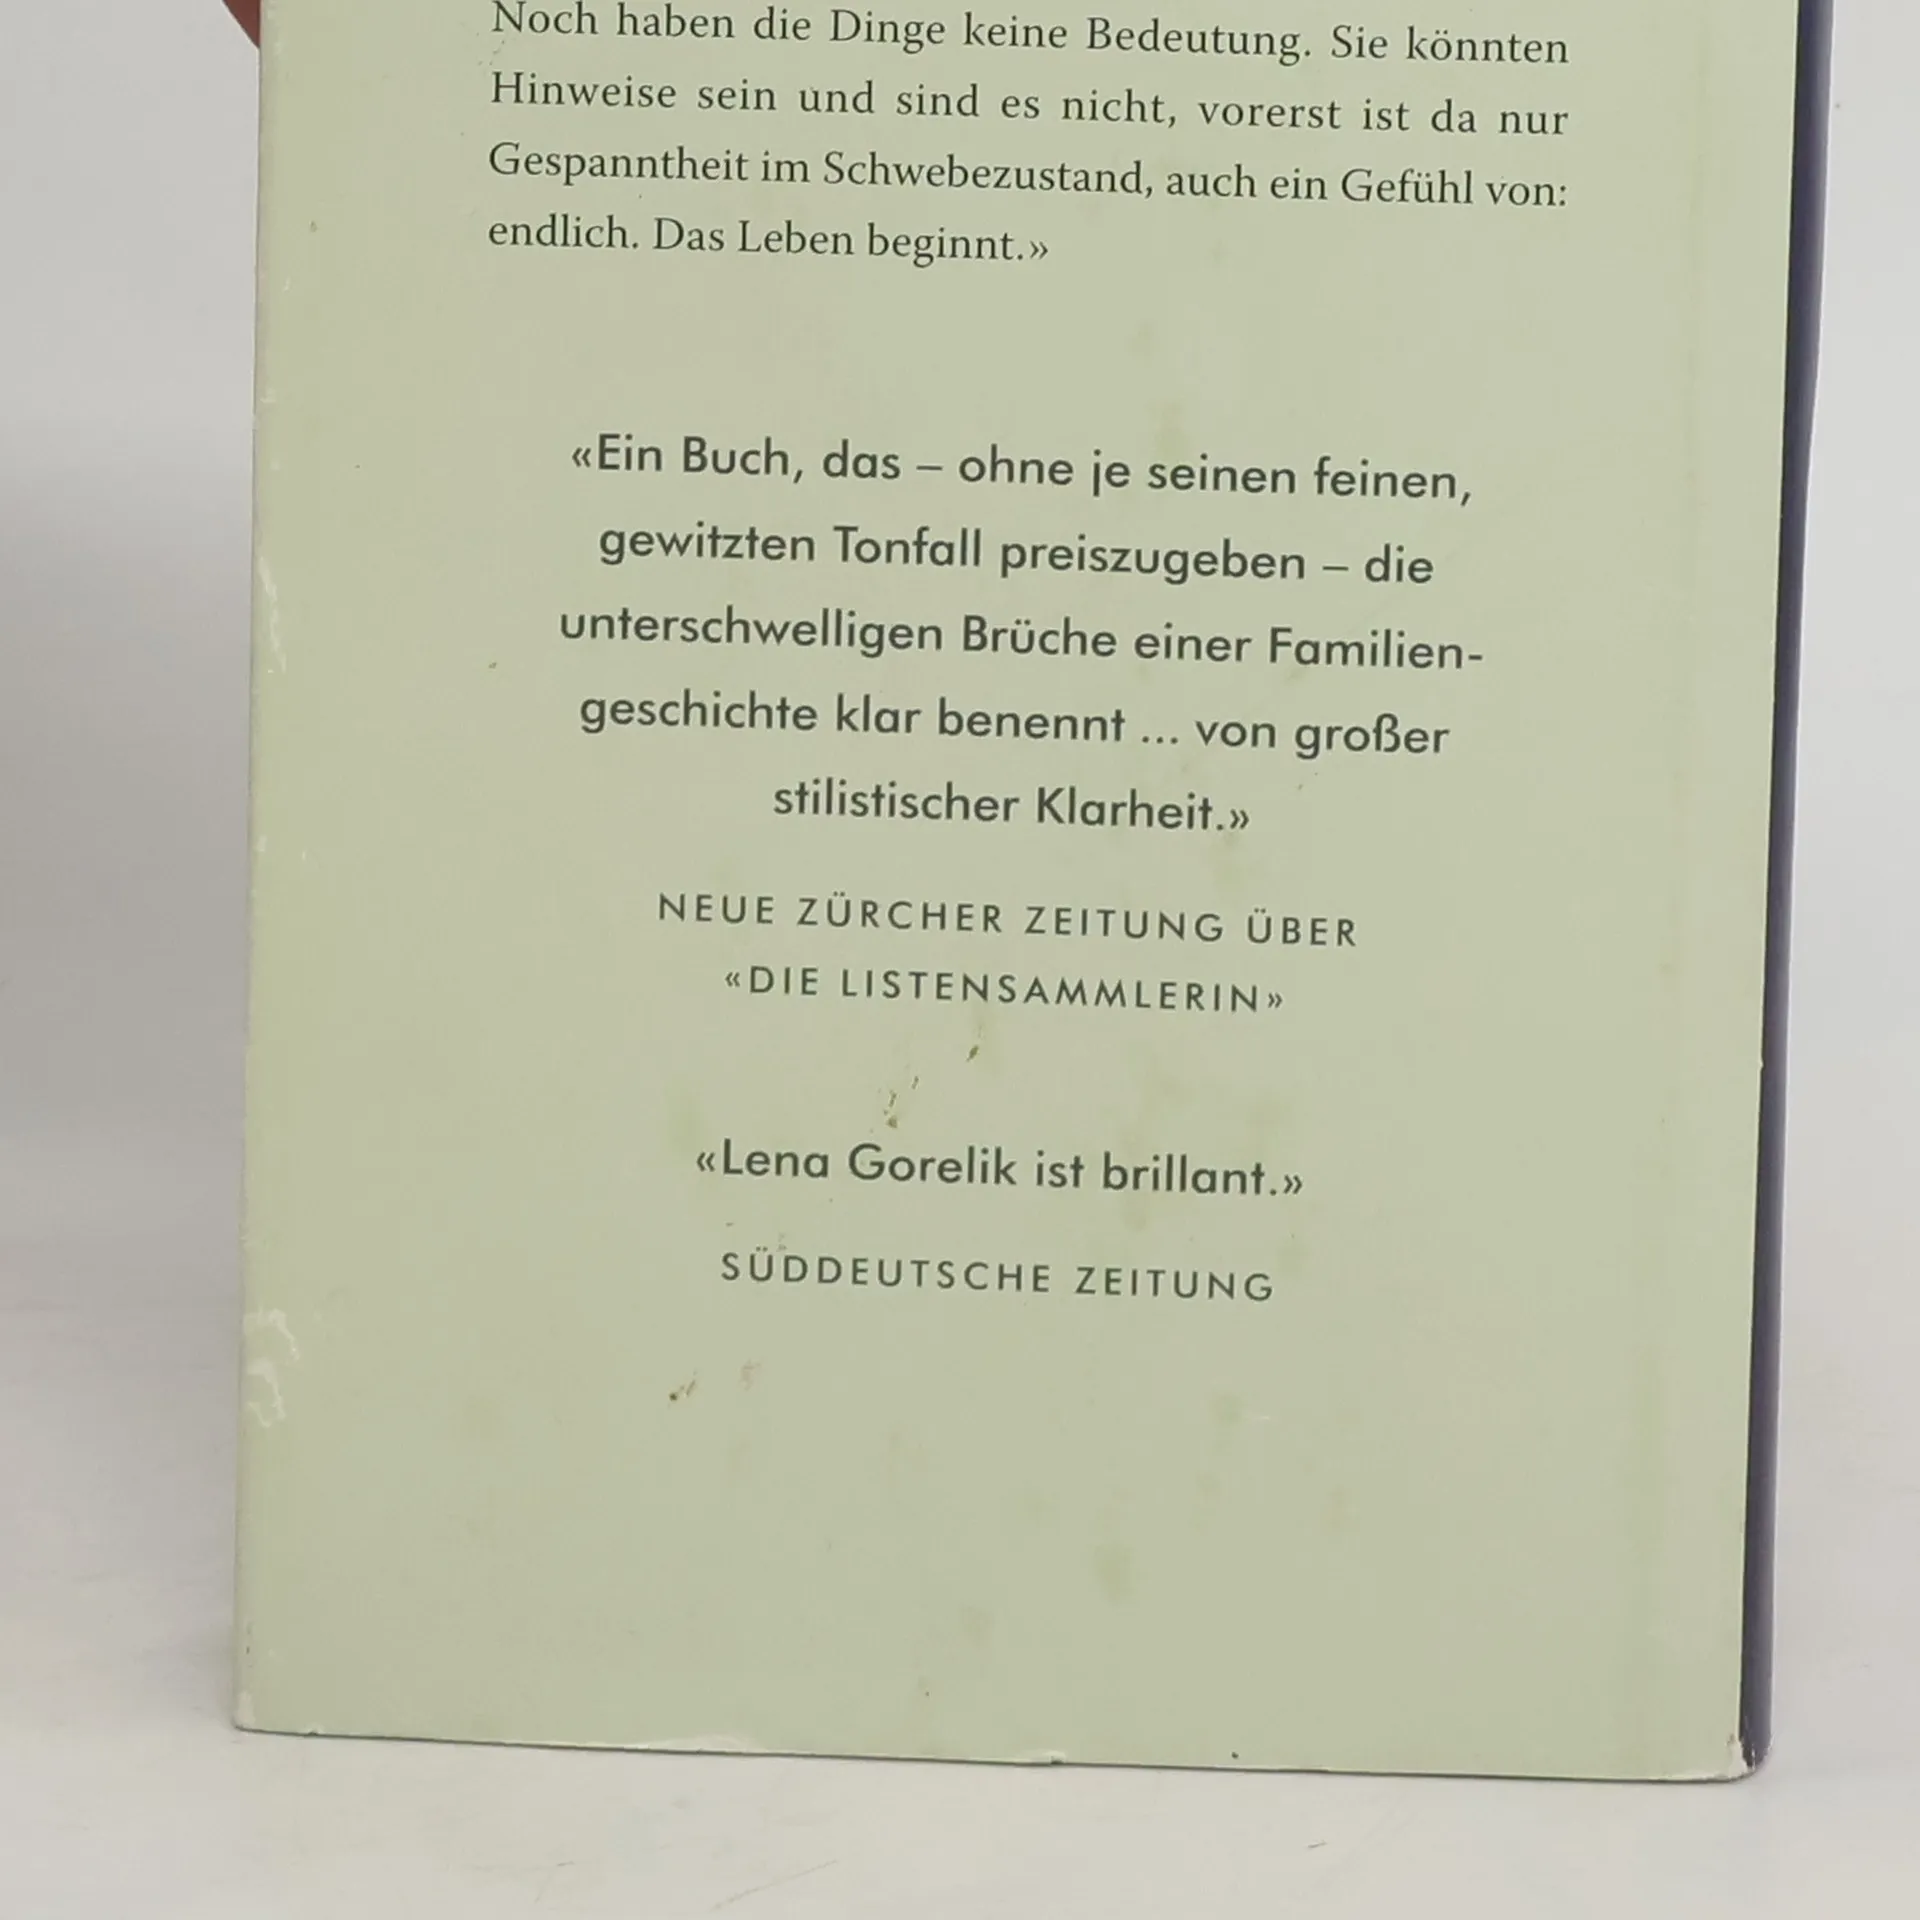 Noch haben die Dinge keine Bedeutung. Sie könnten
Hinweise sein und sind es nicht, vorerst ist da nur
Gespanntheit im Schwebezustand, auch ein Gefühl von:
endlich. Das Leben beginnt.»
«Ein Buch, das – ohne je seinen feinen,
gewitzten Tonfall preiszugeben – die
unterschwelligen Brüche einer Familien-
geschichte klar benennt ... von großer
stilistischer Klarheit.»
NEUE ZÜRCHER ZEITUNG ÜBER
«DIE LISTENSAMMLERIN»
«Lena Gorelik ist brillant.»
SÜDDEUTSCHE ZEITUNG